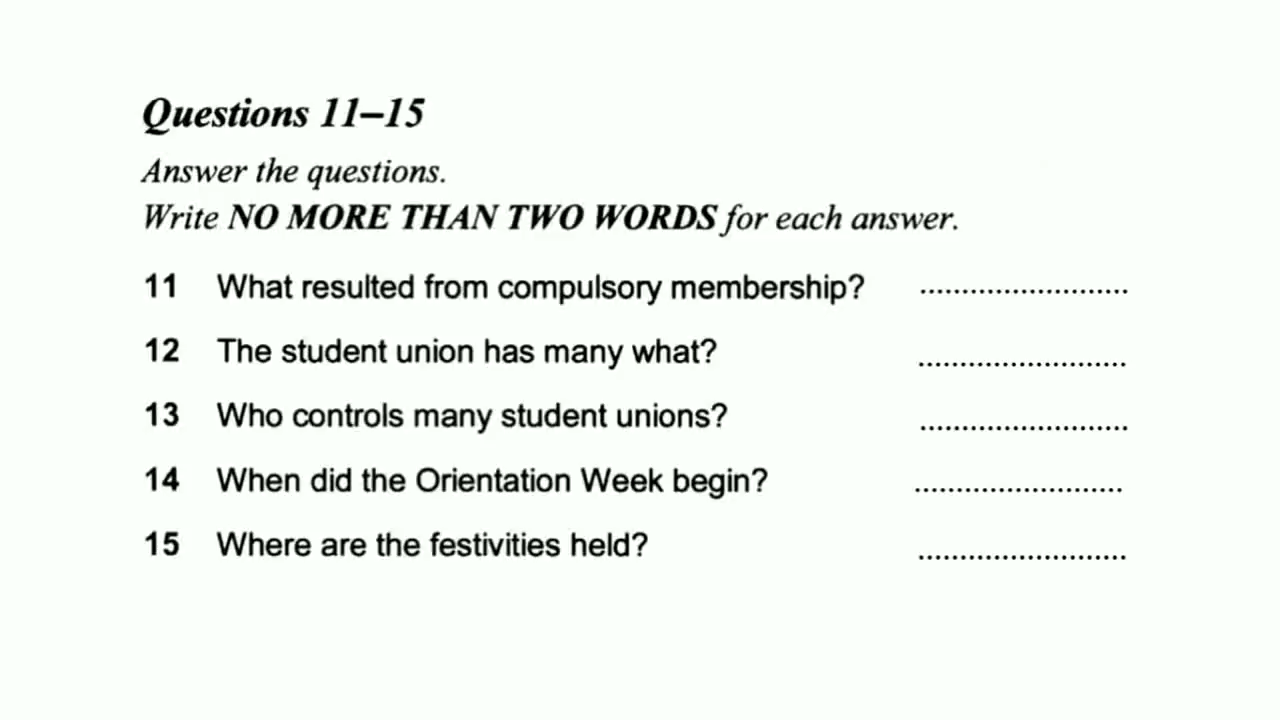 Questions 11–15
Answer the questions.
Write NO MORE THAN TWO WORDS for each answer.
11 What resulted from compulsory membership? ..........................
12 The student union has many what? ..........................
13 Who controls many student unions? ..........................
14 When did the Orientation Week begin? ..........................
15 Where are the festivities held? ..........................